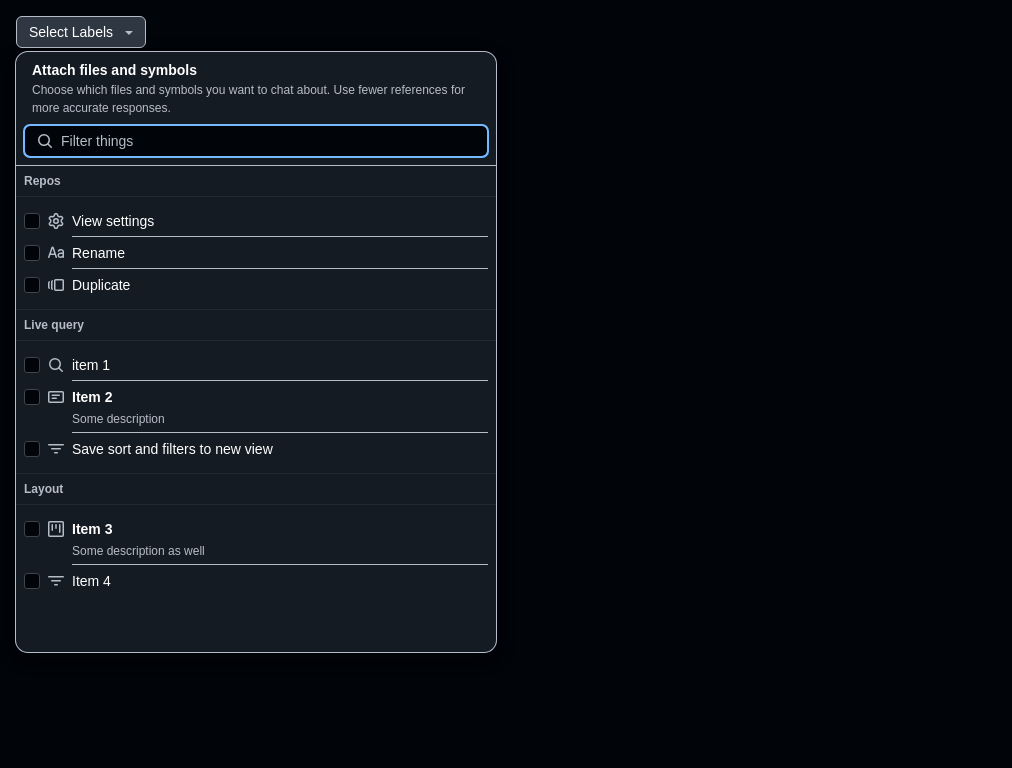 Select Labels
Attach files and symbols
Choose which files and symbols you want to chat about. Use fewer references for
more accurate responses.
Filter things
Repos
View settings
Rename
Duplicate
Live query
item 1
Item 2
Some description
Save sort and filters to new view
Layout
Item 3
Some description as well
Item 4